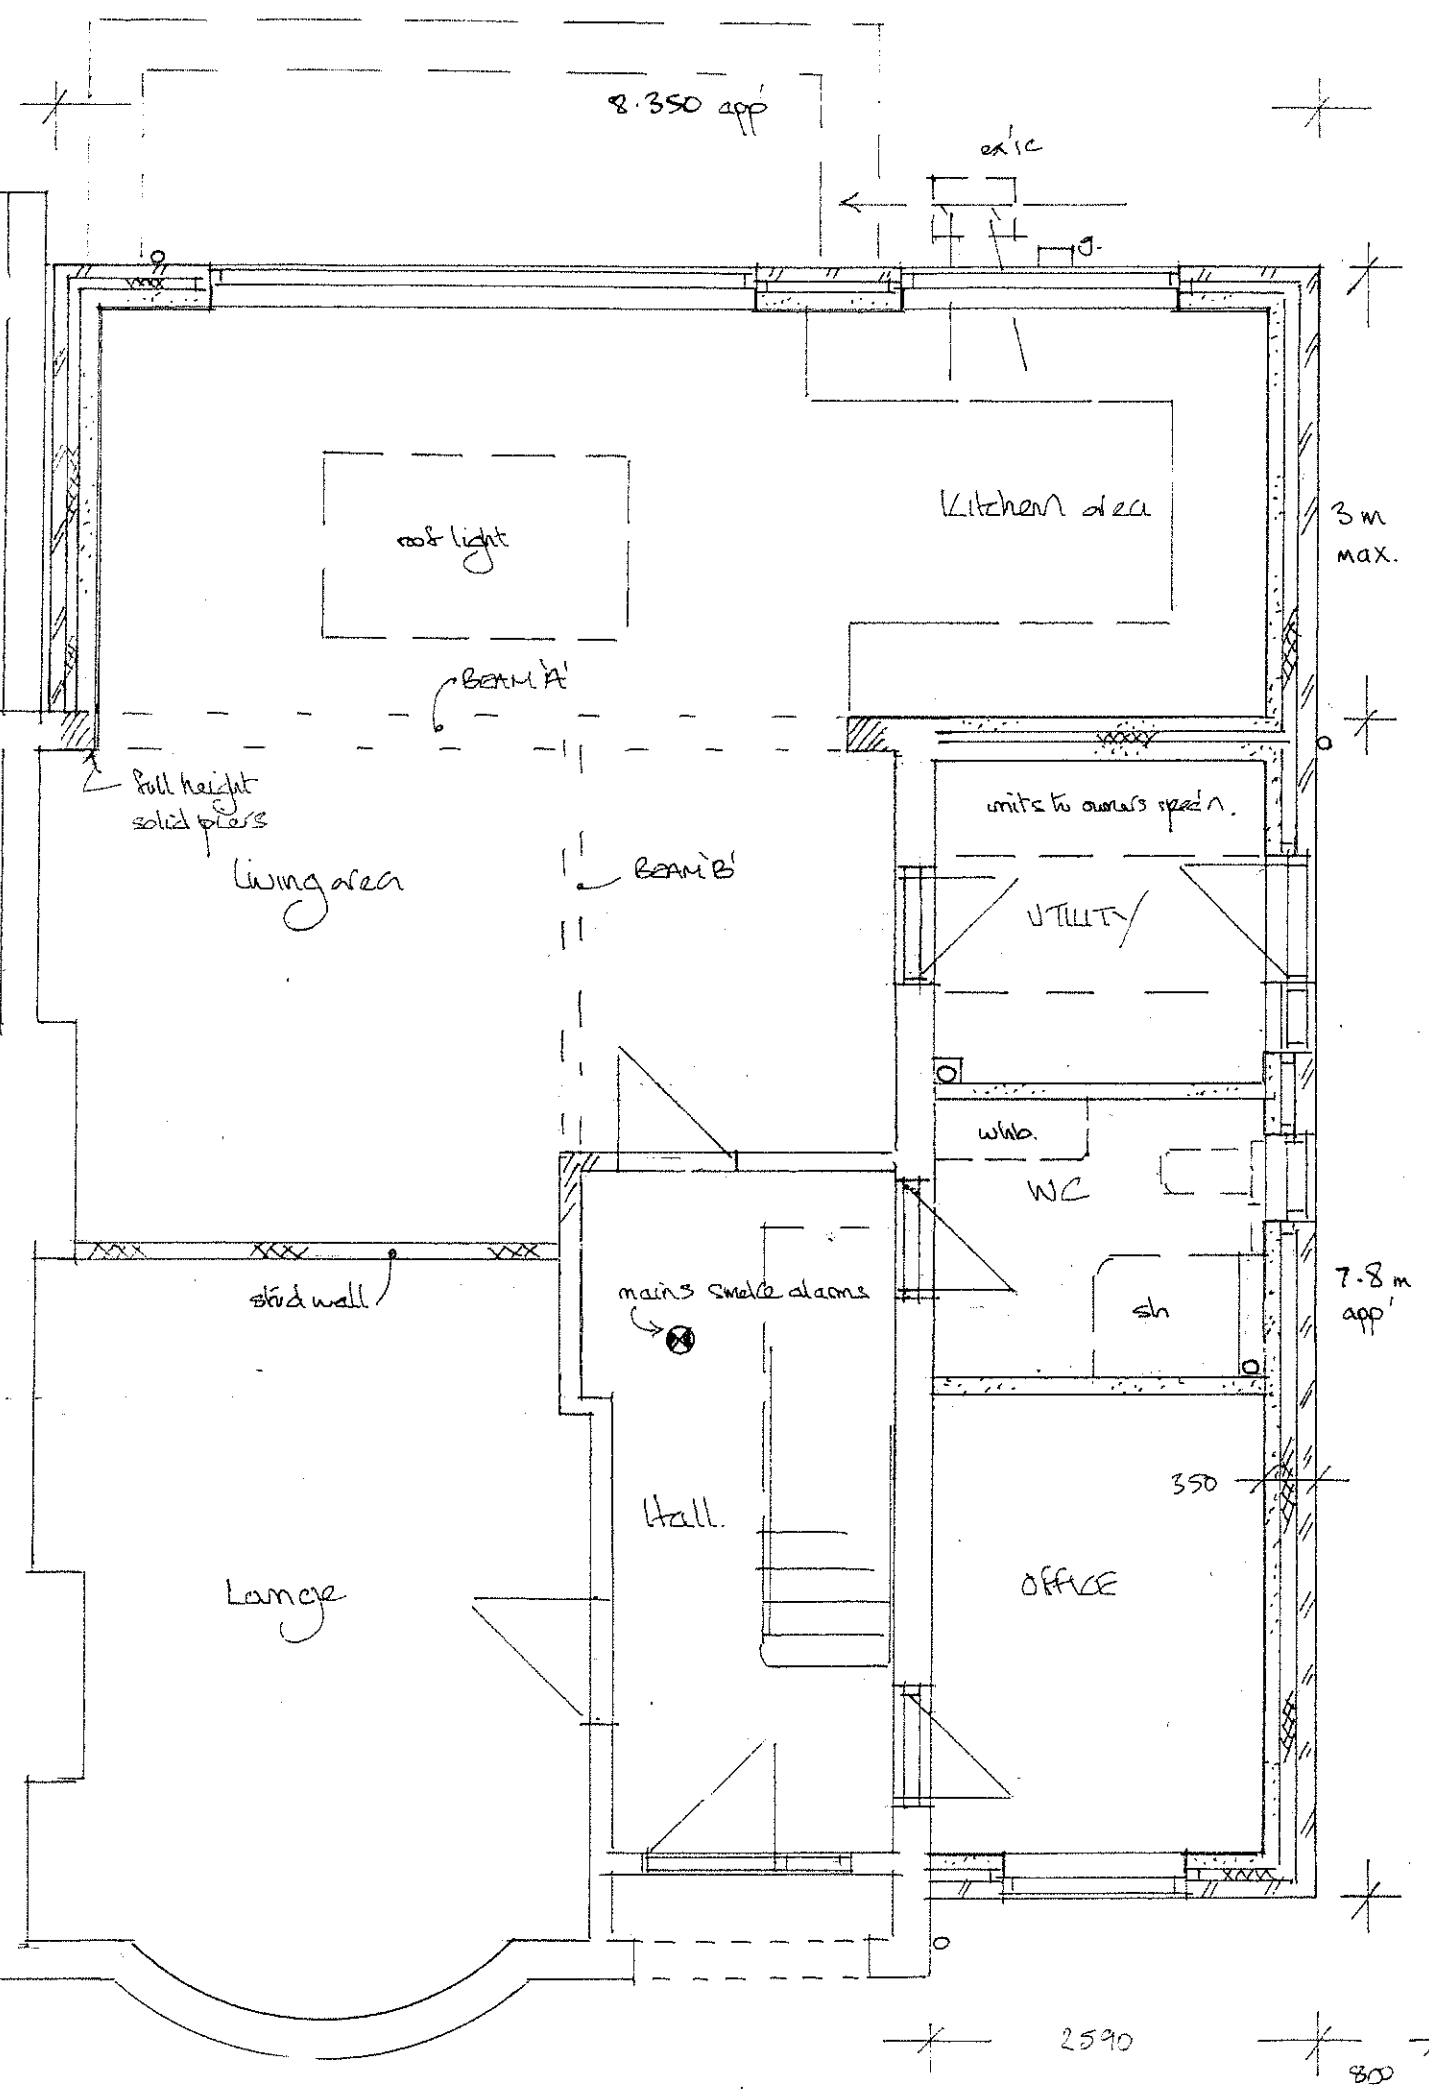 8.350 app'
ex'ic
g.
Kitchen area
3m
max.
roof light
BEAM 'A'
full height
solid piers
units to owners spec'n.
Living area
BEAM 'B'
UTILITY
whb.
WC
stud wall
mains smoke alarms
sh
7.8m
app'
350
Hall.
Lounge
OFFICE
2590
800